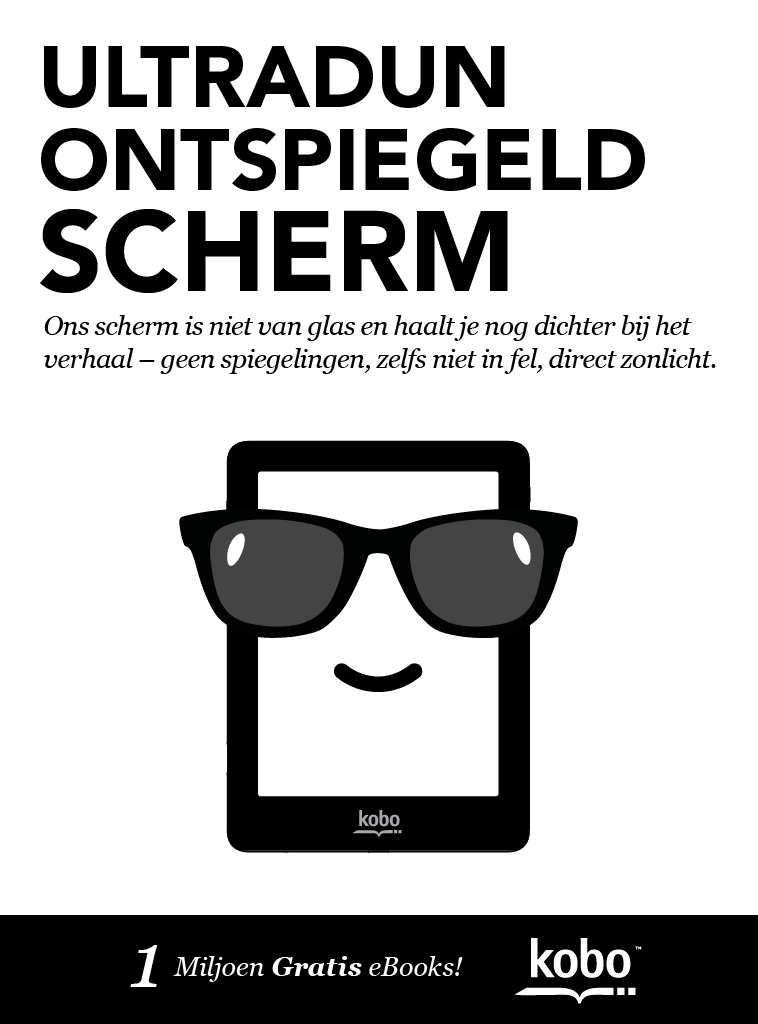 ULTRADUN
ONTSPIEGELD
SCHERM
Ons scherm is niet van glas en haalt je nog dichter bij het
verhaal – geen spiegelingen, zelfs niet in fel, direct zonlicht.
kobo
1 Miljoen Gratis eBooks!
kobo™